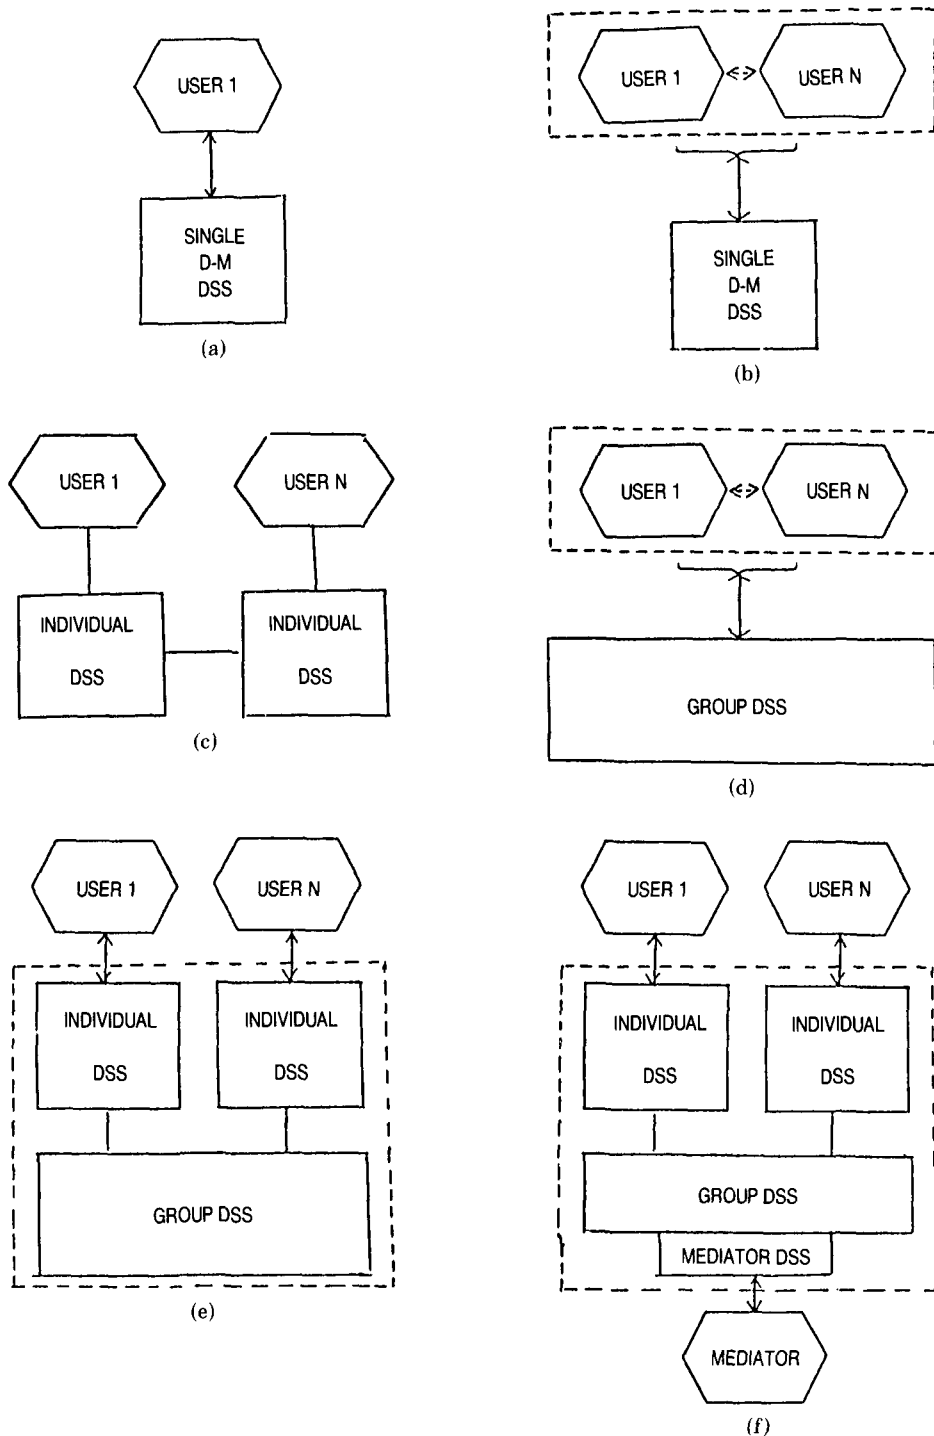 USER 1
SINGLE
D-M
DSS
(a)
USER 1
USER N
SINGLE
D-M
DSS
(b)
USER 1
USER N
INDIVIDUAL
DSS
INDIVIDUAL
DSS
(c)
USER 1
USER N
GROUP DSS
(d)
USER 1
USER N
INDIVIDUAL
DSS
INDIVIDUAL
DSS
GROUP DSS
(e)
USER 1
USER N
INDIVIDUAL
DSS
INDIVIDUAL
DSS
GROUP DSS
MEDIATOR DSS
MEDIATOR
(f)